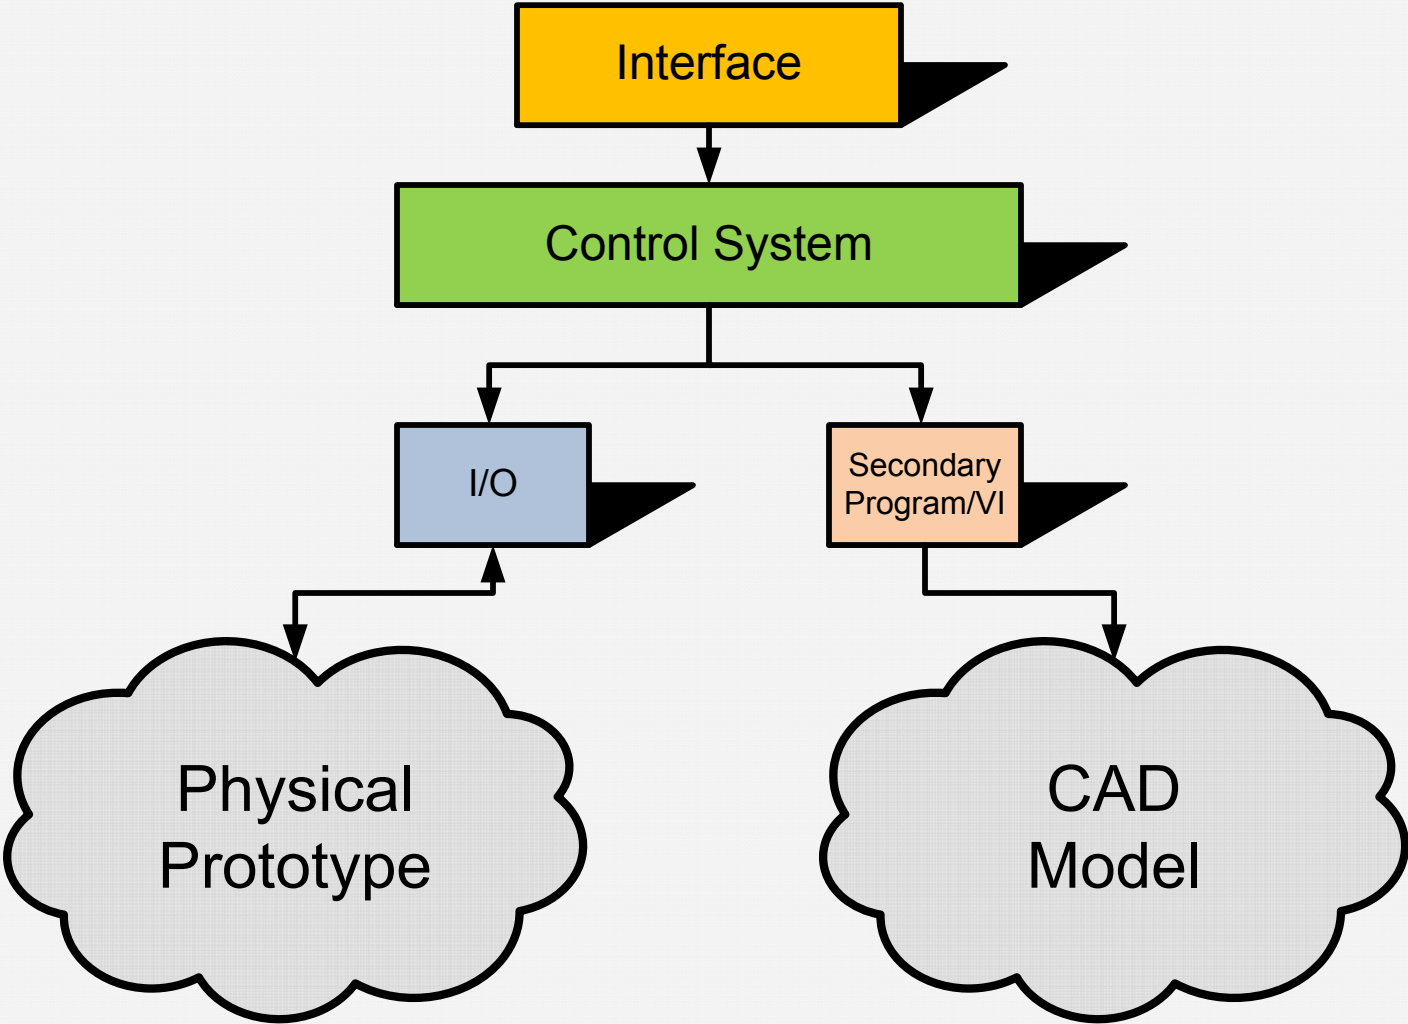 Interface
Control System
I/O
Secondary
Program/VI
Physical
Prototype
CAD
Model